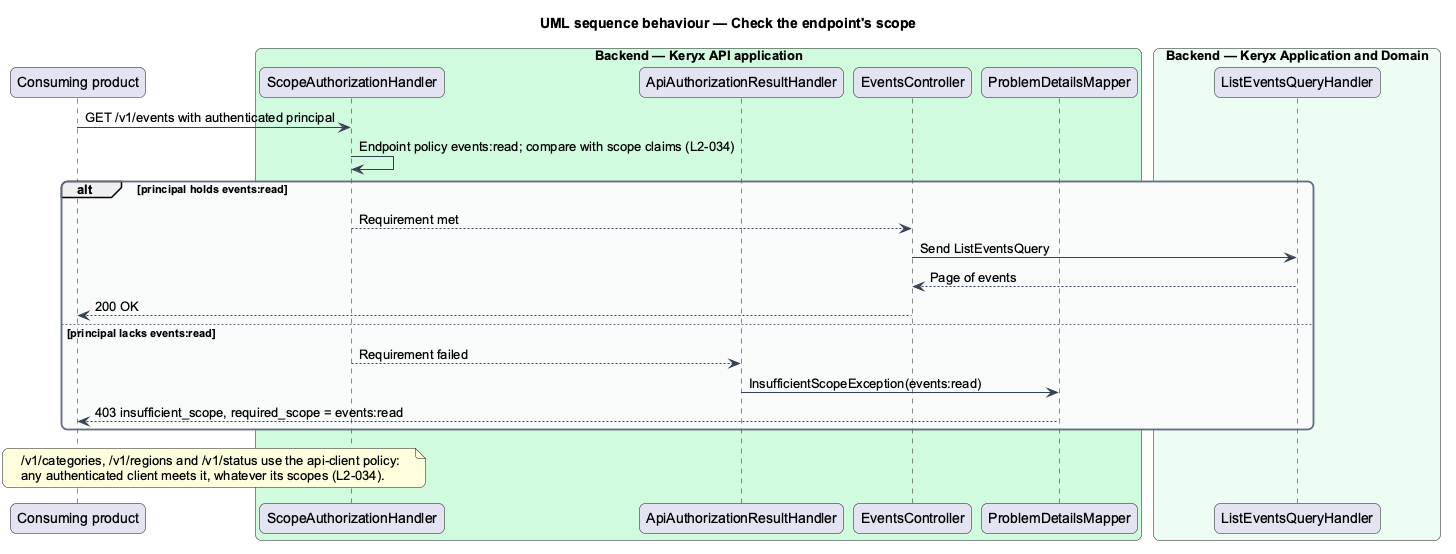 UML sequence behaviour — Check the endpoint's scope
Backend — Keryx API application
Backend — Keryx Application and Domain
Consuming product
ScopeAuthorizationHandler
ApiAuthorizationResultHandler
EventsController
ProblemDetailsMapper
ListEventsQueryHandler
GET /v1/events with authenticated principal
Endpoint policy events:read; compare with scope claims (L2-034)
alt
[principal holds events:read]
Requirement met
Send ListEventsQuery
Page of events
200 OK
[principal lacks events:read]
Requirement failed
InsufficientScopeException(events:read)
403 insufficient_scope, required_scope = events:read
/v1/categories, /v1/regions and /v1/status use the api-client policy:
any authenticated client meets it, whatever its scopes (L2-034).
Consuming product
ScopeAuthorizationHandler
ApiAuthorizationResultHandler
EventsController
ProblemDetailsMapper
ListEventsQueryHandler